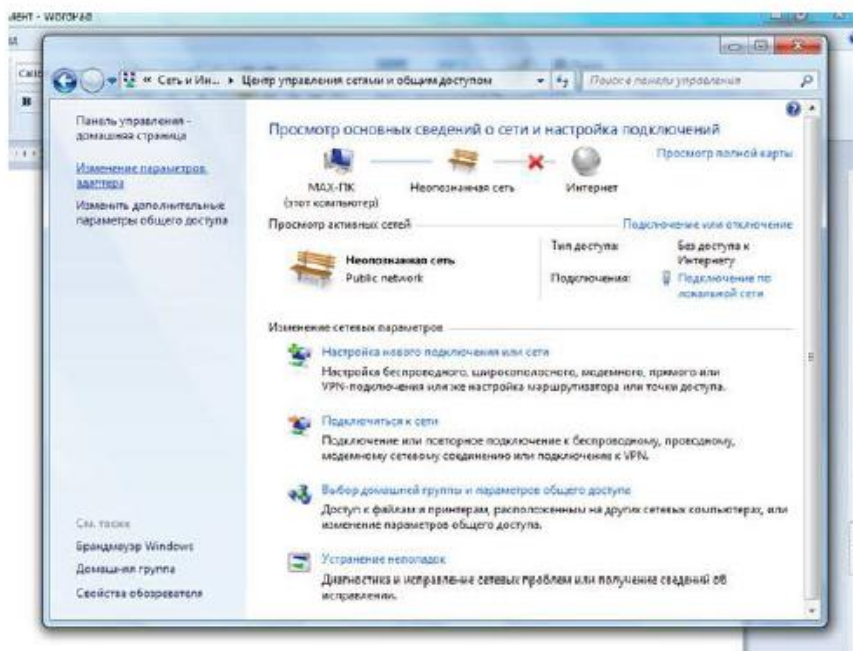 мент - WordPad
« Сеть и Ин... ▸ Центр управления сетями и общим доступом
Поиск в панели управления
Панель управления -
домашняя страница
Изменение параметров
адаптера
Изменить дополнительные
параметры общего доступа
Просмотр основных сведений о сети и настройка подключений
Просмотр полной карты
MAX-ПК
(этот компьютер)
Неопознанная сеть
Интернет
Просмотр активных сетей
Подключение или отключение
Неопознанная сеть
Public network
Тип доступа:
Без доступа к
Интернету
Подключения:
Подключение по
локальной сети
Изменение сетевых параметров
Настройка нового подключения или сети
Настройка беспроводного, широкополосного, модемного, прямого или
VPN-подключения или же настройка маршрутизатора или точки доступа.
Подключиться к сети
Подключение или повторное подключение к беспроводному, проводному,
модемному сетевому соединению или подключение к VPN.
Выбор домашней группы и параметров общего доступа
Доступ к файлам и принтерам, расположенным на других сетевых компьютерах, или
изменение параметров общего доступа.
Устранение неполадок
Диагностика и исправление сетевых проблем или получение сведений об
исправлении.
См. также
Брандмауэр Windows
Домашняя группа
Свойства обозревателя